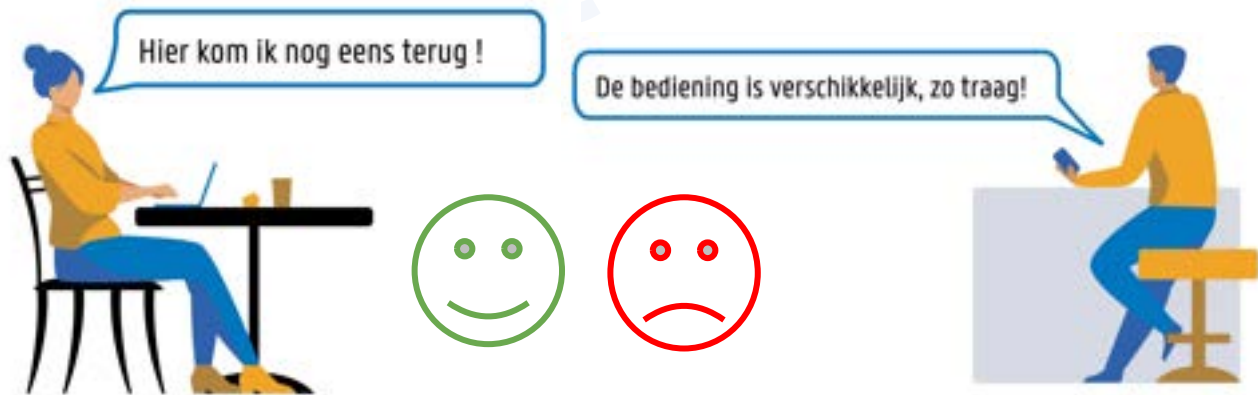 Hier kom ik nog eens terug !
De bediening is verschikkelijk, zo traag!